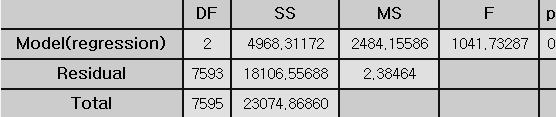 DF SS MS F p
Model(regression) 2 4968,31172 2484,15586 1041,73287 0
Residual 7593 18106,55688 2,38464
Total 7595 23074,86860